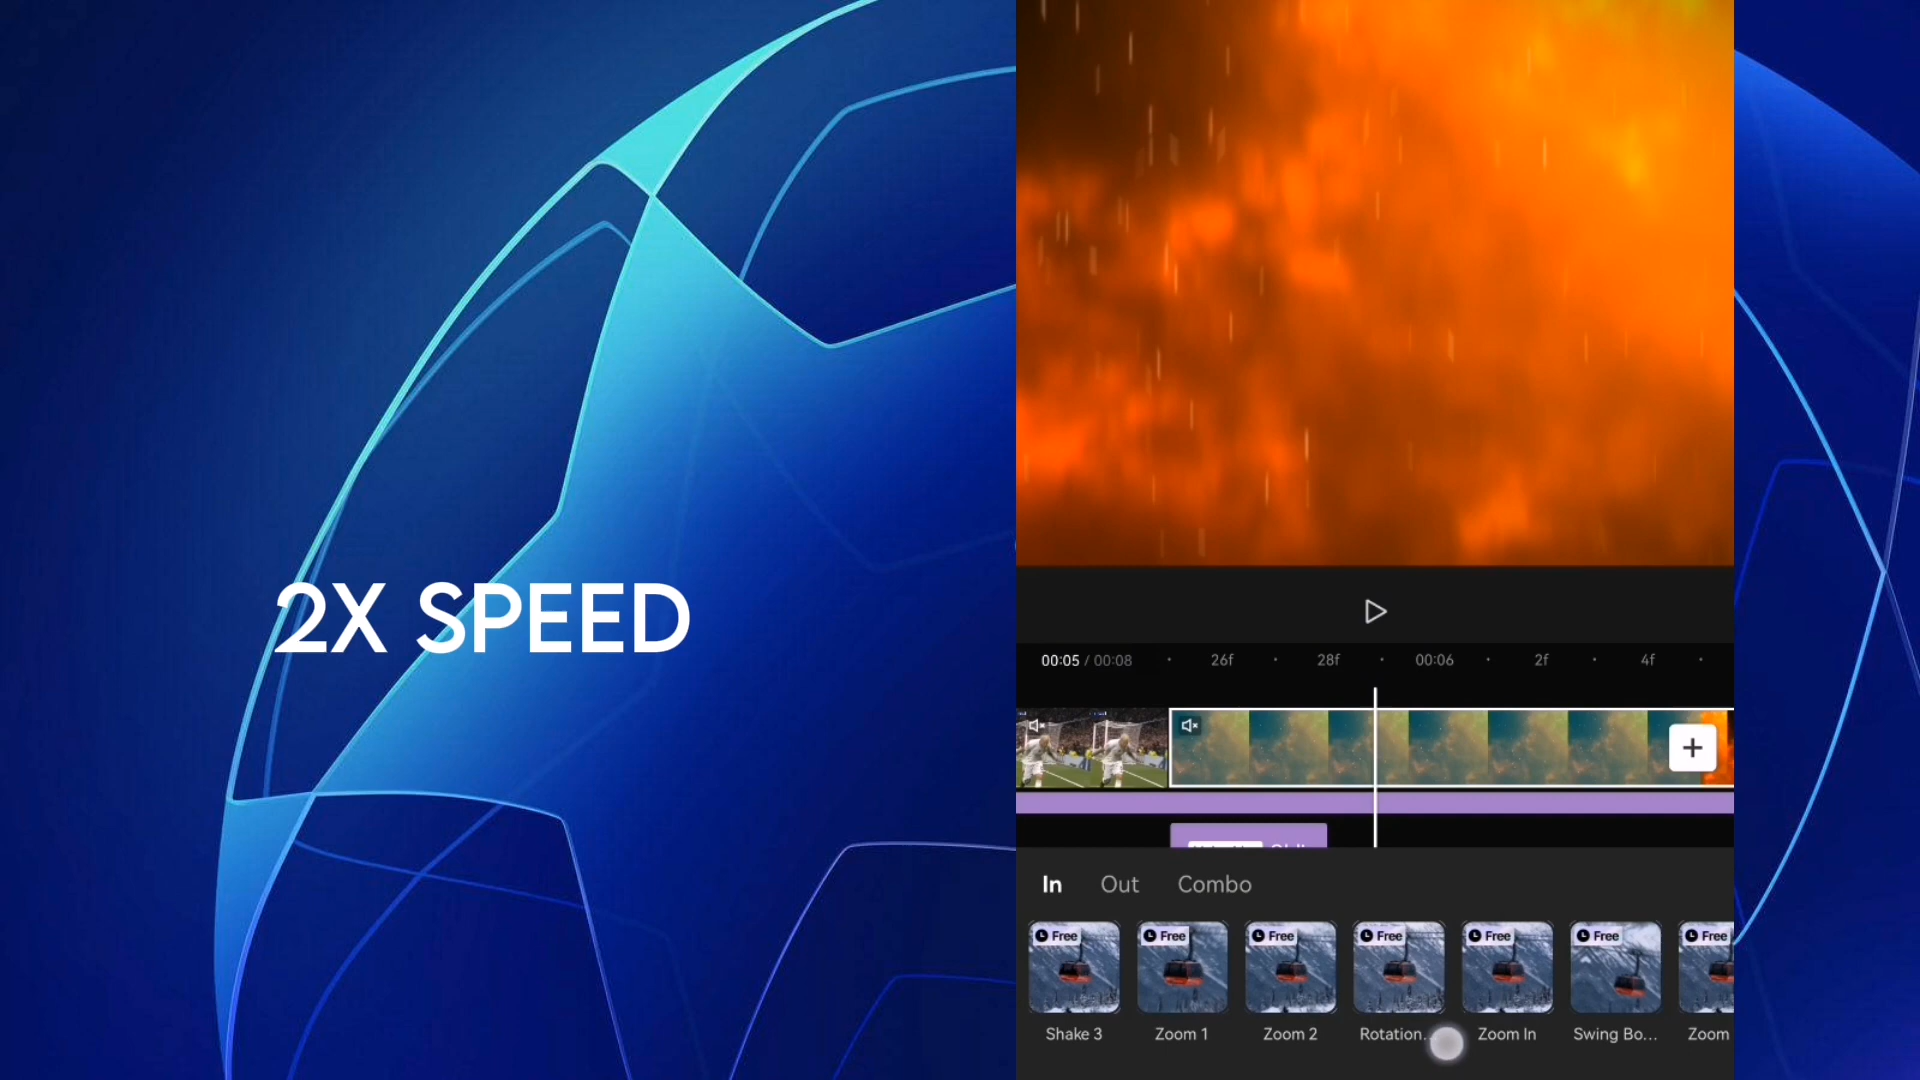 2X SPEED
00:05 / 00:08 26f 28f 00:06 2f 4f
In Out Combo
Free Free Free Free Free Free Free
Shake 3 Zoom 1 Zoom 2 Rotation... Zoom In Swing Bo... Zoom